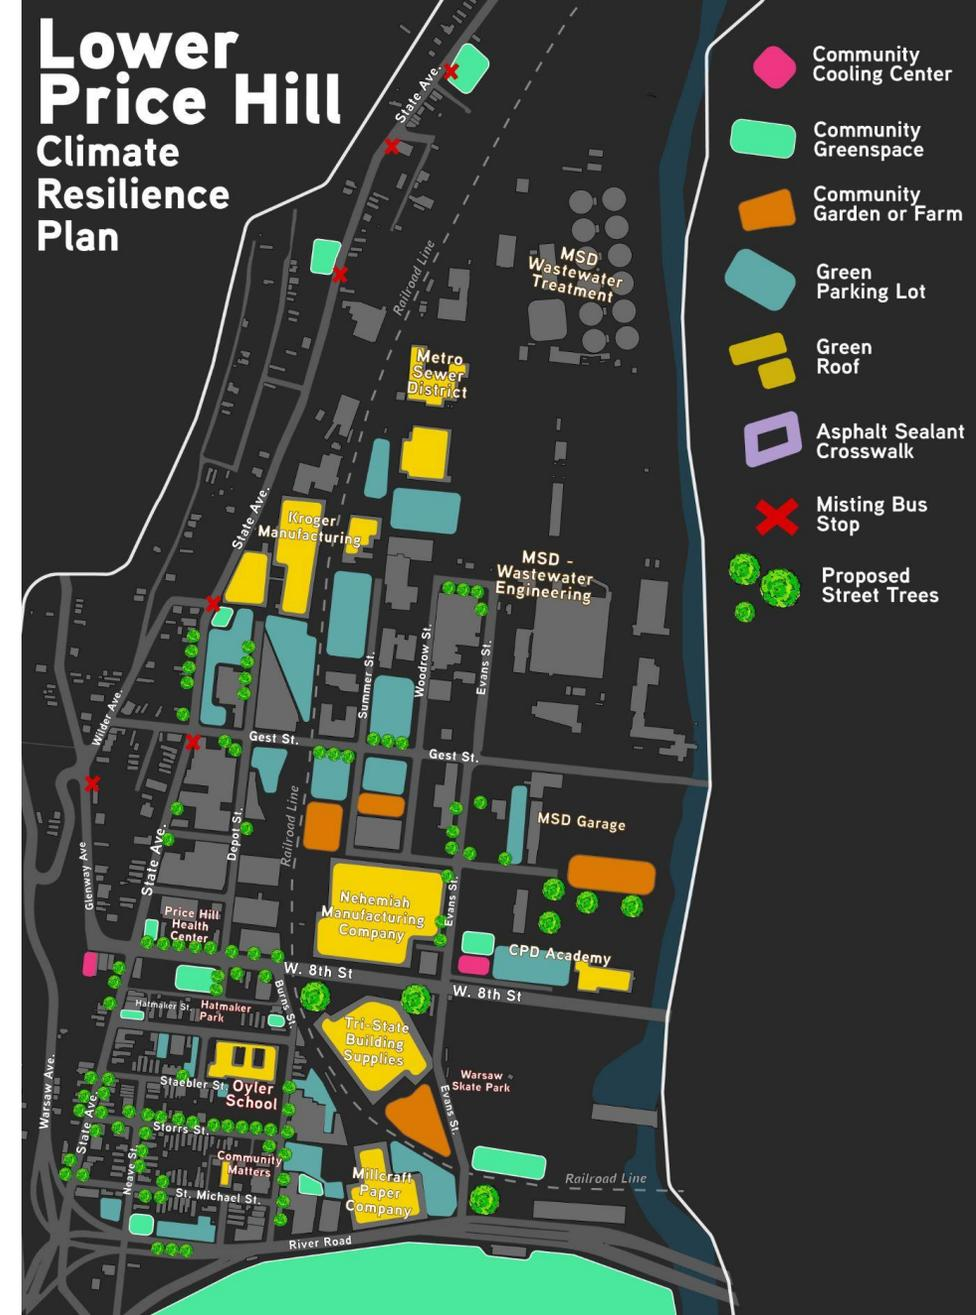 Lower
Price Hill
Climate
Resilience
Plan
Community
Cooling Center
Community
Greenspace
Community
Garden or Farm
Green
Parking Lot
Green
Roof
Asphalt Sealant
Crosswalk
Misting Bus
Stop
Proposed
Street Trees
State Ave.
Railroad Line
MSD
Wastewater
Treatment
Metro
Sewer
District
State Ave.
Kroger
Manufacturing
MSD -
Wastewater
Engineering
Wilder Ave.
Summer St.
Woodrow St.
Evans St.
Gest St.
Gest St.
Railroad Line
MSD Garage
Glenway Ave
State Ave.
Depot St.
Nehemiah
Manufacturing
Company
Evans St.
Price Hill
Health
Center
CPD Academy
W. 8th St
W. 8th St
Burns St.
Hatmaker St.
Hatmaker
Park
Tri-State
Building
Supplies
Warsaw Ave.
Staebler St.
Oyler
School
Warsaw
Skate Park
Evans St.
State Ave.
Storrs St.
Neave St.
Community
Matters
St. Michael St.
Millcraft
Paper
Company
Railroad Line
River Road